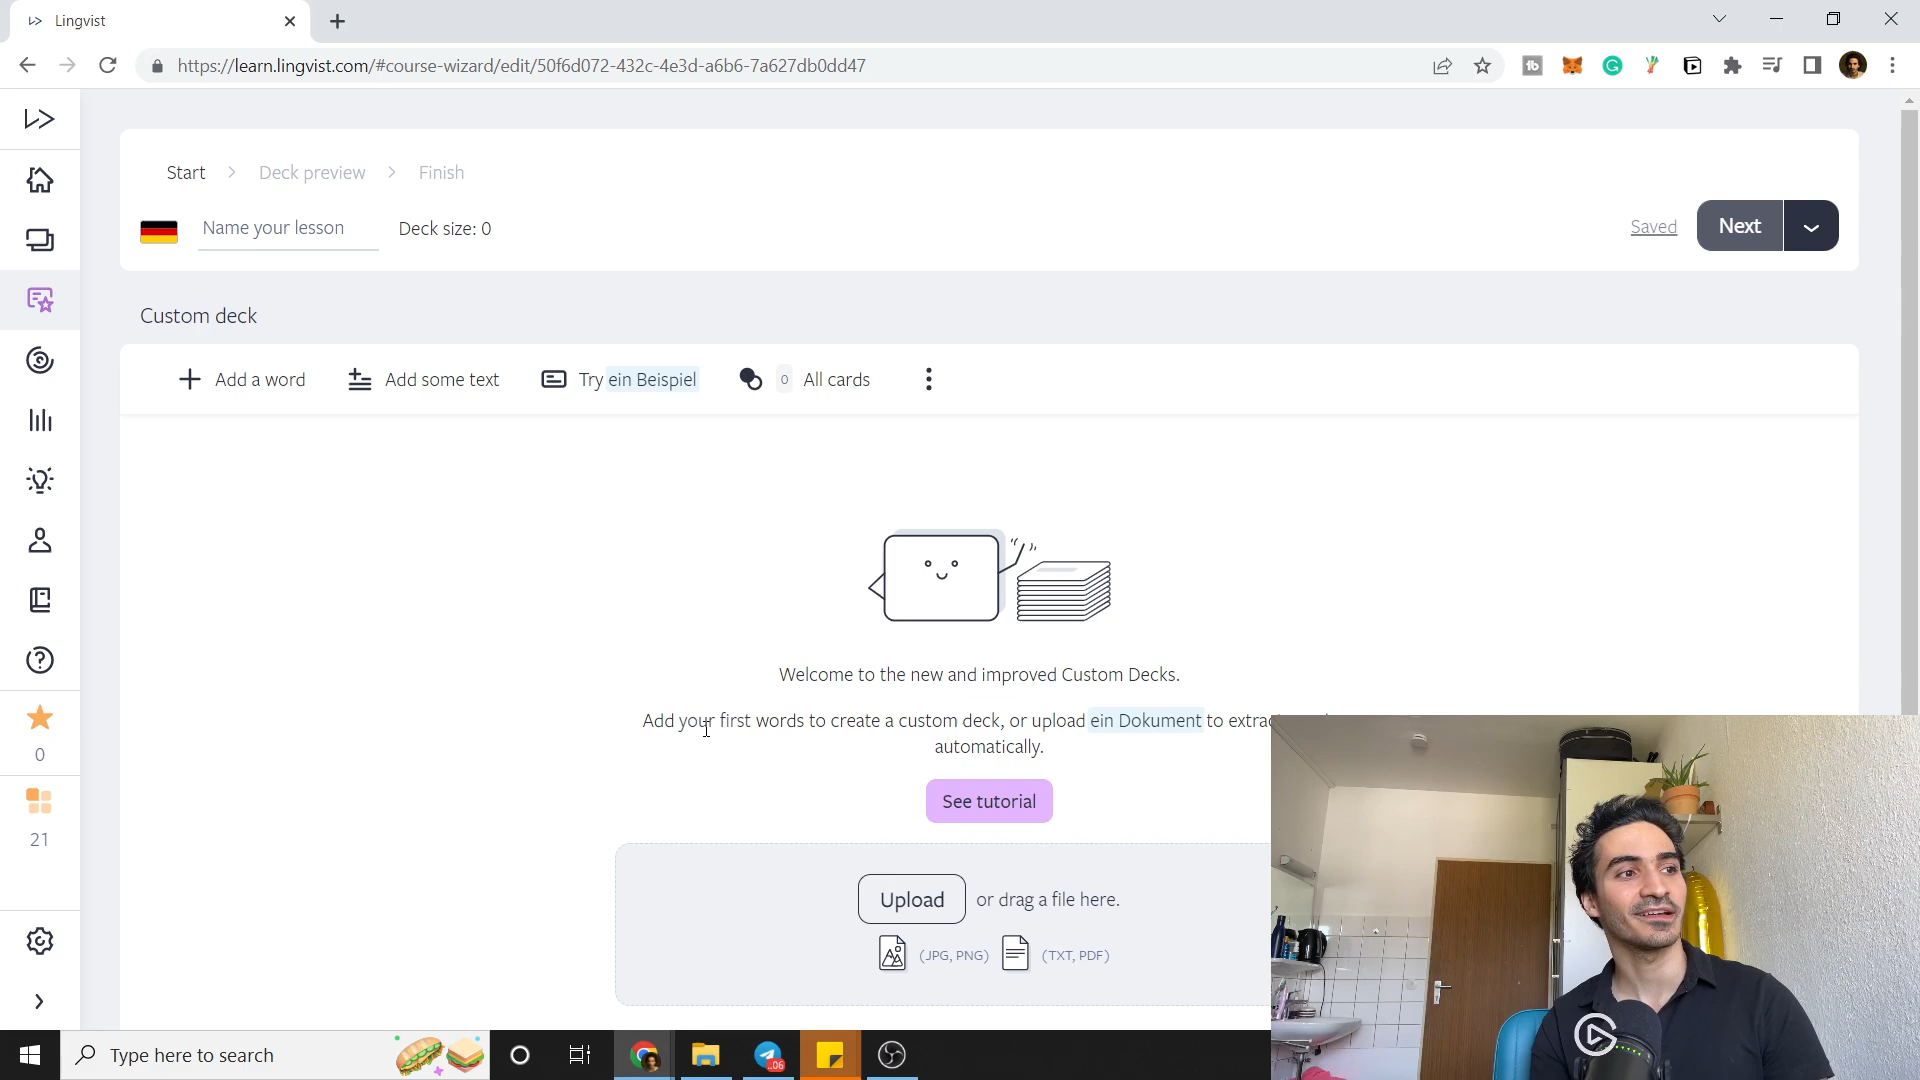 Lingvist
https://learn.lingvist.com/#course-wizard/edit/50f6d072-432c-4e3d-a6b6-7a627db0dd47
Start > Deck preview > Finish
Name your lesson Deck size: 0 Saved Next
Custom deck
Add a word Add some text Try ein Beispiel 0 All cards
Welcome to the new and improved Custom Decks.
Add your first words to create a custom deck, or upload ein Dokument to
automatically.
See tutorial
Upload or drag a file here.
(JPG, PNG) (TXT, PDF)
0
21
Type here to search
..06